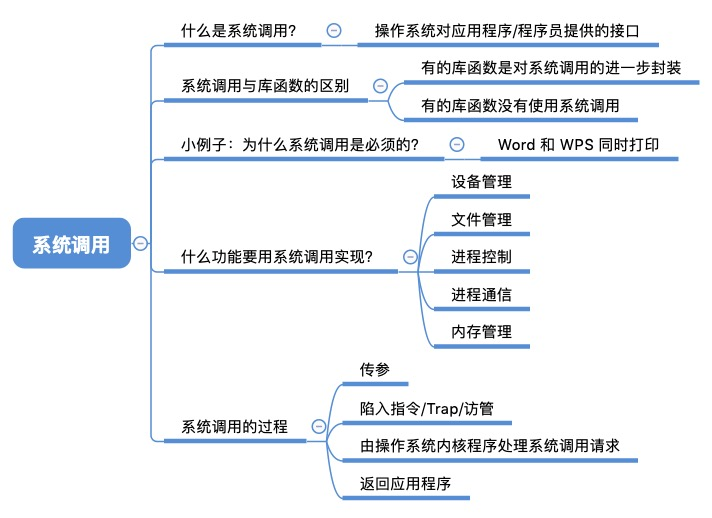 系统调用
什么是系统调用？
操作系统对应用程序/程序员提供的接口
系统调用与库函数的区别
有的库函数是对系统调用的进一步封装
有的库函数没有使用系统调用
小例子：为什么系统调用是必须的？
Word 和 WPS 同时打印
什么功能要用系统调用实现？
设备管理
文件管理
进程控制
进程通信
内存管理
系统调用的过程
传参
陷入指令/Trap/访管
由操作系统内核程序处理系统调用请求
返回应用程序